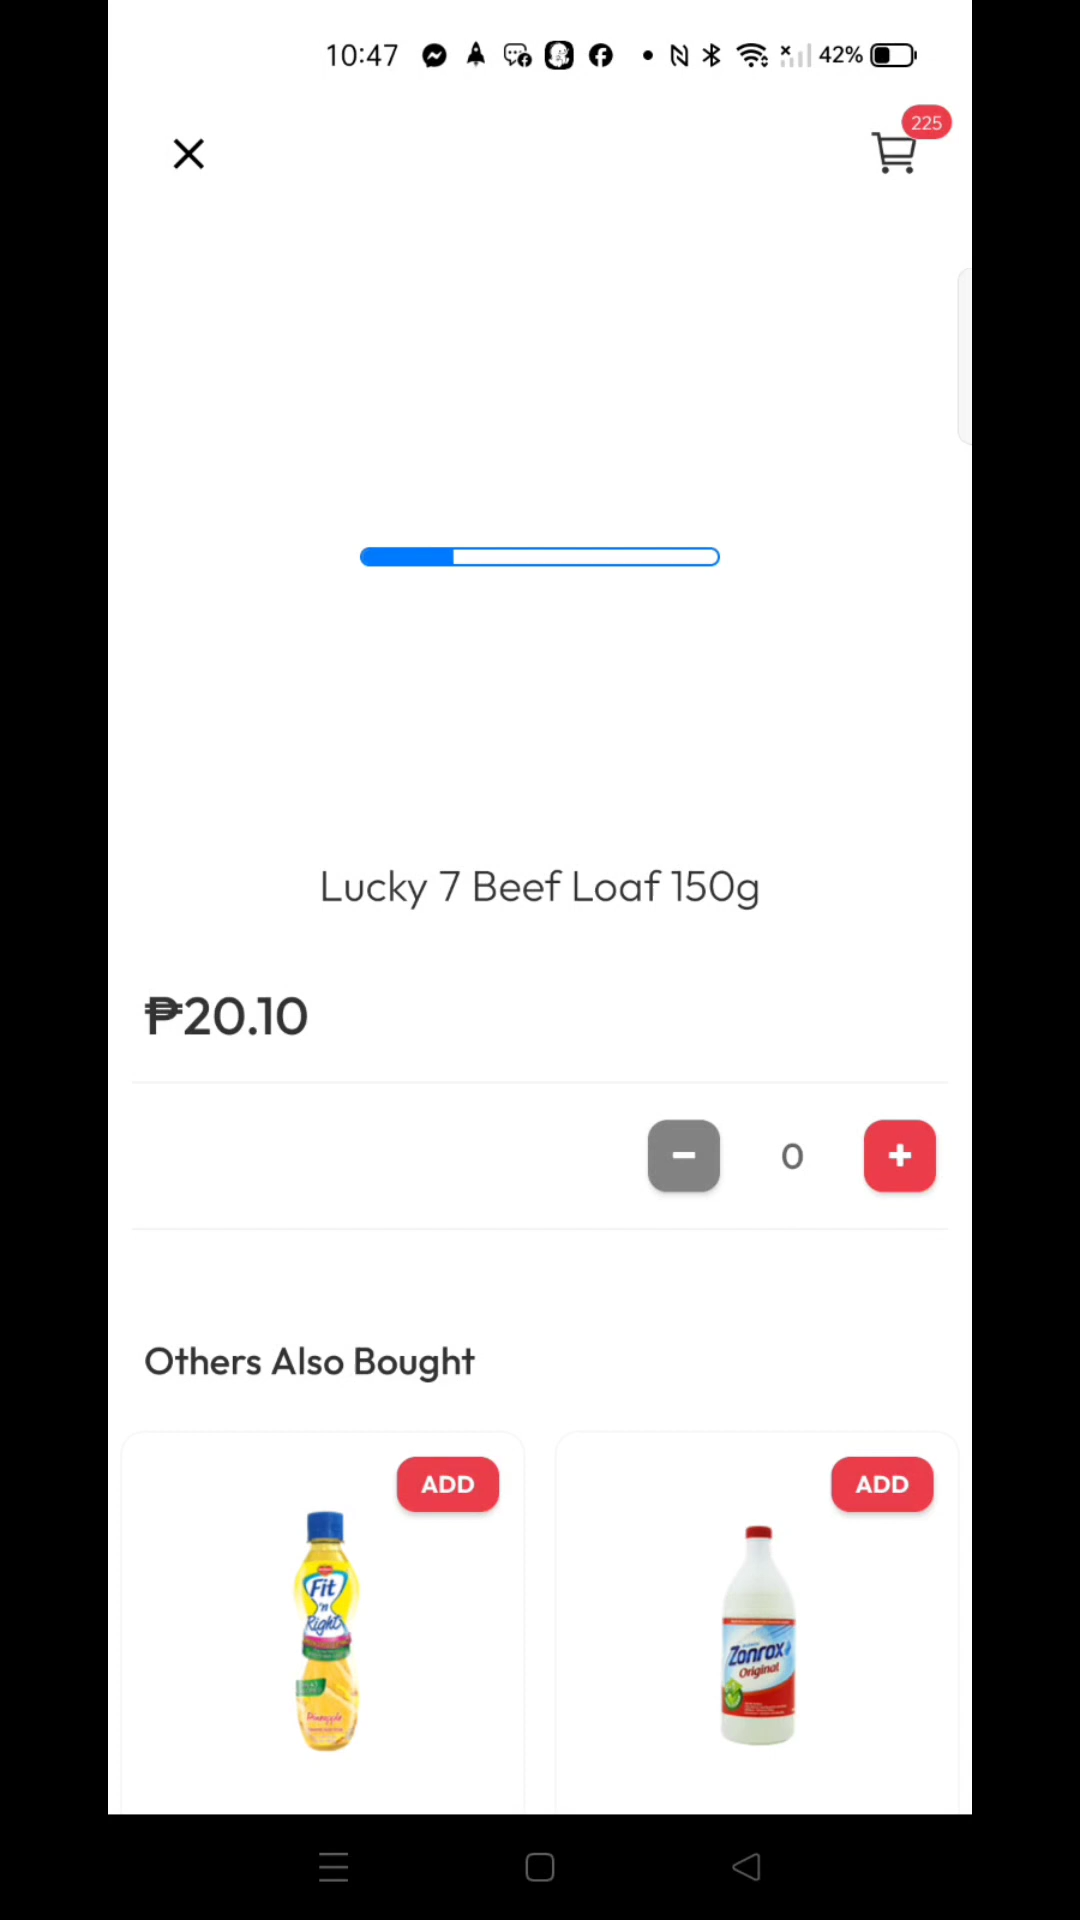 10:47 42%
225
Lucky 7 Beef Loaf 150g
₱20.10
0
Others Also Bought
ADD
ADD
Fit
'n
Right
Pineapple
Zonrox
Original